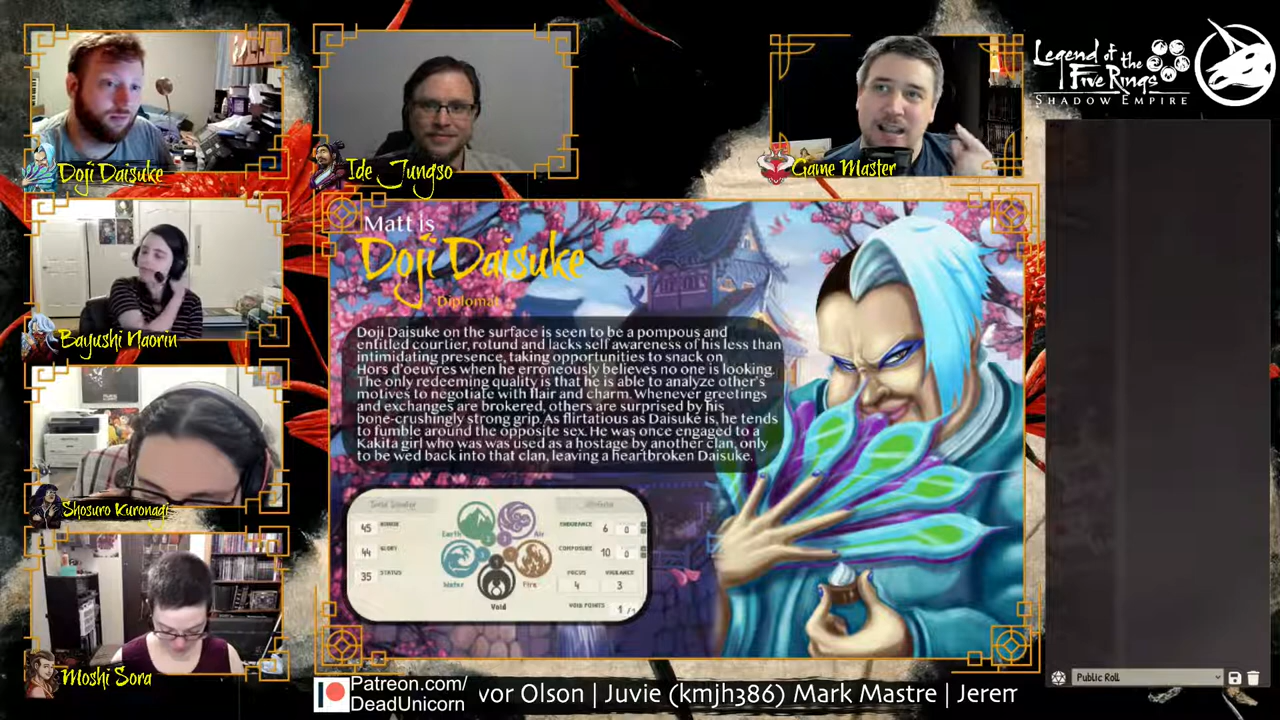 Legend of the
Five Rings
SHADOW EMPIRE
Doji Daisuke
Ide Jungso
Game Master
Bayushi Naorin
Shosuro Kuronagi
Moshi Sora
Matt is
Doji Daisuke
Diplomat
Doji Daisuke on the surface is seen to be a pompous and
entitled courtier, rotund and lacks self awareness of his less than
intimidating presence, taking opportunities to snack on
Hors d'oeuvres when he erroneously believes no one is looking.
The only redeeming quality is that he is able to analyze other's
motives to negotiate with flair and charm. Whenever greetings
and exchanges are brokered, others are surprised by his
bone-crushingly strong grip. As flirtatious as Daisuke is, he tends
to fumble around the opposite sex. He was once engaged to a
Kakita girl who was was used as a hostage by another clan, only
to be wed back into that clan, leaving a heartbroken Daisuke.
45 HONOR
44 GLORY
35 STATUS
Earth
Air
Water
Fire
Void
ENDURANCE 6 0
COMPOSURE 10 0
FOCUS VIGILANCE
4 3
VOID POINTS 1
Patreon.com/
DeadUnicorn
vor Olson | Juvie (kmjh386) Mark Mastre | Jerem
Public Roll